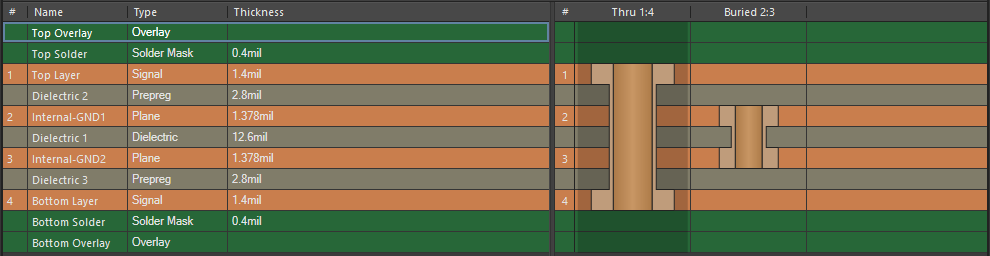 # Name Type Thickness # Thru 1:4 Buried 2:3
Top Overlay Overlay
Top Solder Solder Mask 0.4mil
1 Top Layer Signal 1.4mil 1
Dielectric 2 Prepreg 2.8mil
2 Internal-GND1 Plane 1.378mil 2
Dielectric 1 Dielectric 12.6mil
3 Internal-GND2 Plane 1.378mil 3
Dielectric 3 Prepreg 2.8mil
4 Bottom Layer Signal 1.4mil 4
Bottom Solder Solder Mask 0.4mil
Bottom Overlay Overlay